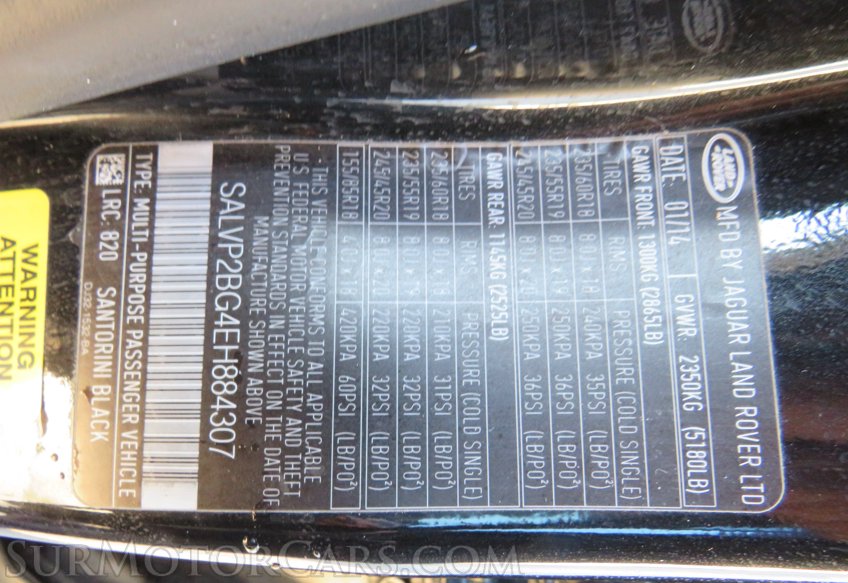 LAND ROVER
MFD BY JAGUAR LAND ROVER LTD
DATE: 01/14 GVWR: 2350KG (5180LB)
GAWR FRONT: 1300KG (2865LB)
TIRES RIMS PRESSURE (COLD SINGLE)
235/60R18 8.0J x 18 240KPA 35PSI (LB/PO²)
235/55R19 8.0J x 19 250KPA 36PSI (LB/PO²)
245/45R20 8.0J x 20 250KPA 36PSI (LB/PO²)
GAWR REAR: 1145KG (2525LB)
TIRES RIMS PRESSURE (COLD SINGLE)
235/60R18 8.0J x 18 210KPA 31PSI (LB/PO²)
235/55R19 8.0J x 19 220KPA 32PSI (LB/PO²)
245/45R20 8.0J x 20 220KPA 32PSI (LB/PO²)
155/85R18 4.0J x 18 420KPA 60PSI (LB/PO²)
- THIS VEHICLE CONFORMS TO ALL APPLICABLE
U S FEDERAL MOTOR VEHICLE SAFETY AND THEFT
PREVENTION STANDARDS IN EFFECT ON THE DATE OF
MANUFACTURE SHOWN ABOVE
SALVP2BG4EH884307
TYPE: MULTI-PURPOSE PASSENGER VEHICLE
LRC: 820 SANTORINI BLACK
WARNING
ATTENTION
SURMOTORCARS.COM